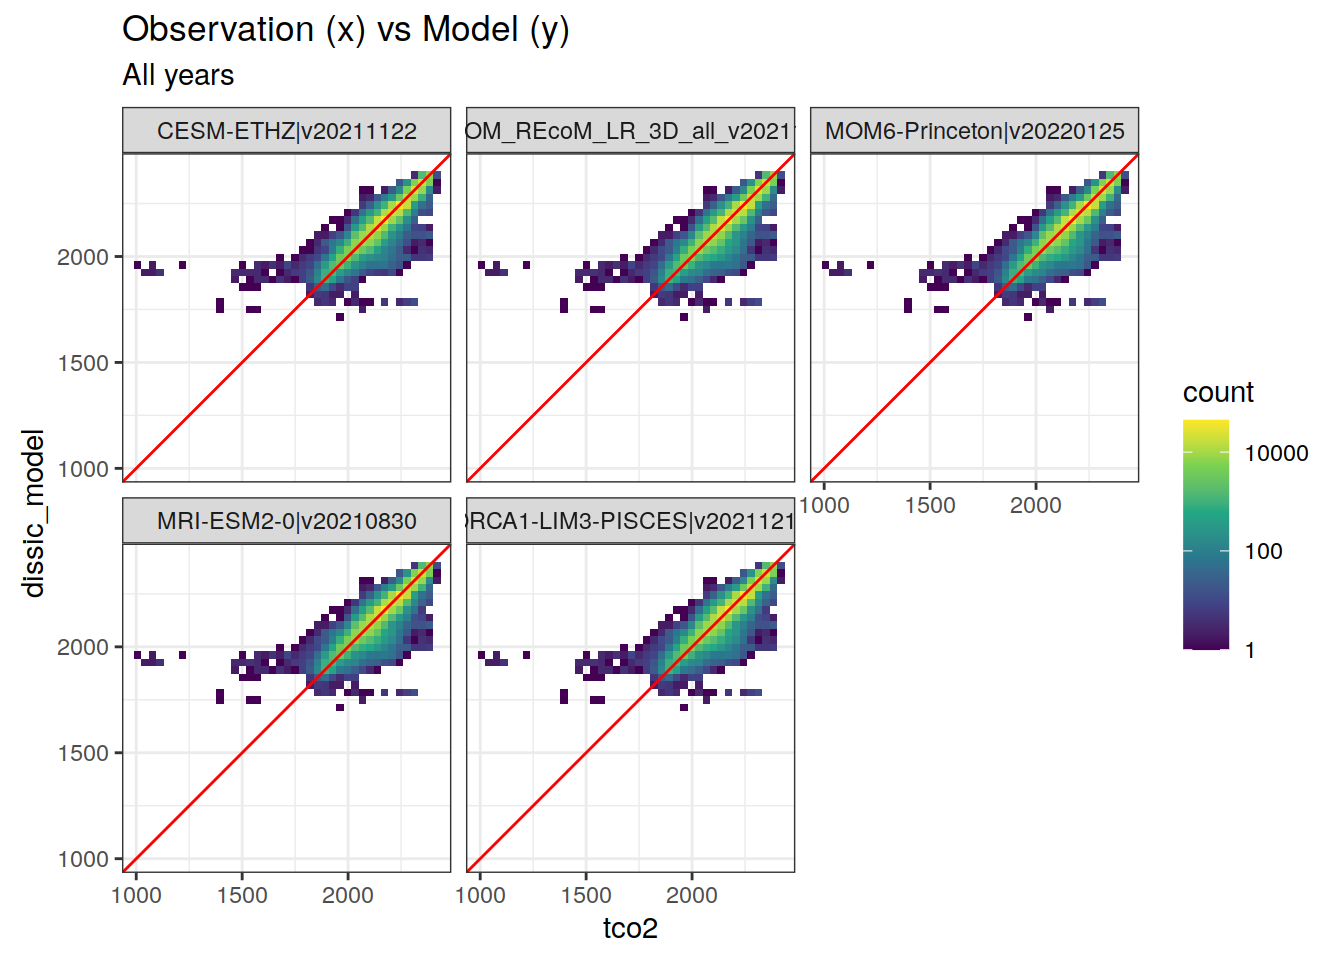 Observation (x) vs Model (y)
All years
CESM-ETHZ|v20211122
OM_REcoM_LR_3D_all_v2021
MOM6-Princeton|v20220125
2000
1500
1000
1000
1500
2000
MRI-ESM2-0|v20210830
ORCA1-LIM3-PISCES|v2021121
2000
1500
1000
1000
1500
2000
1000
1500
2000
tco2
dissic_model
count
10000
100
1